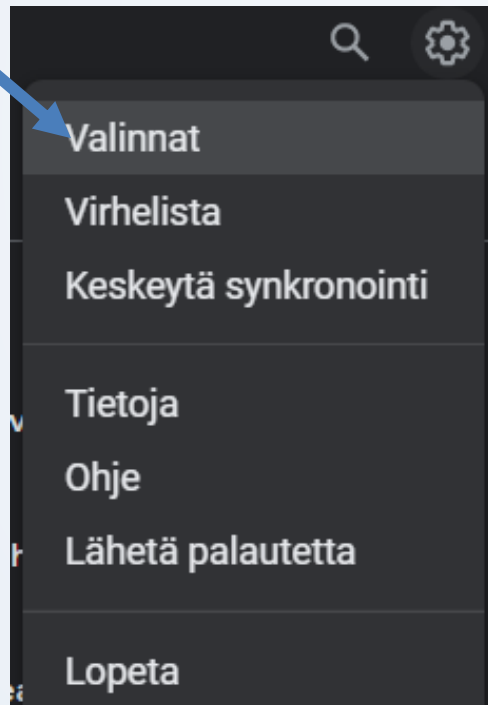 Valinnat
Virhelista
Keskeytä synkronointi
Tietoja
Ohje
Lähetä palautetta
Lopeta